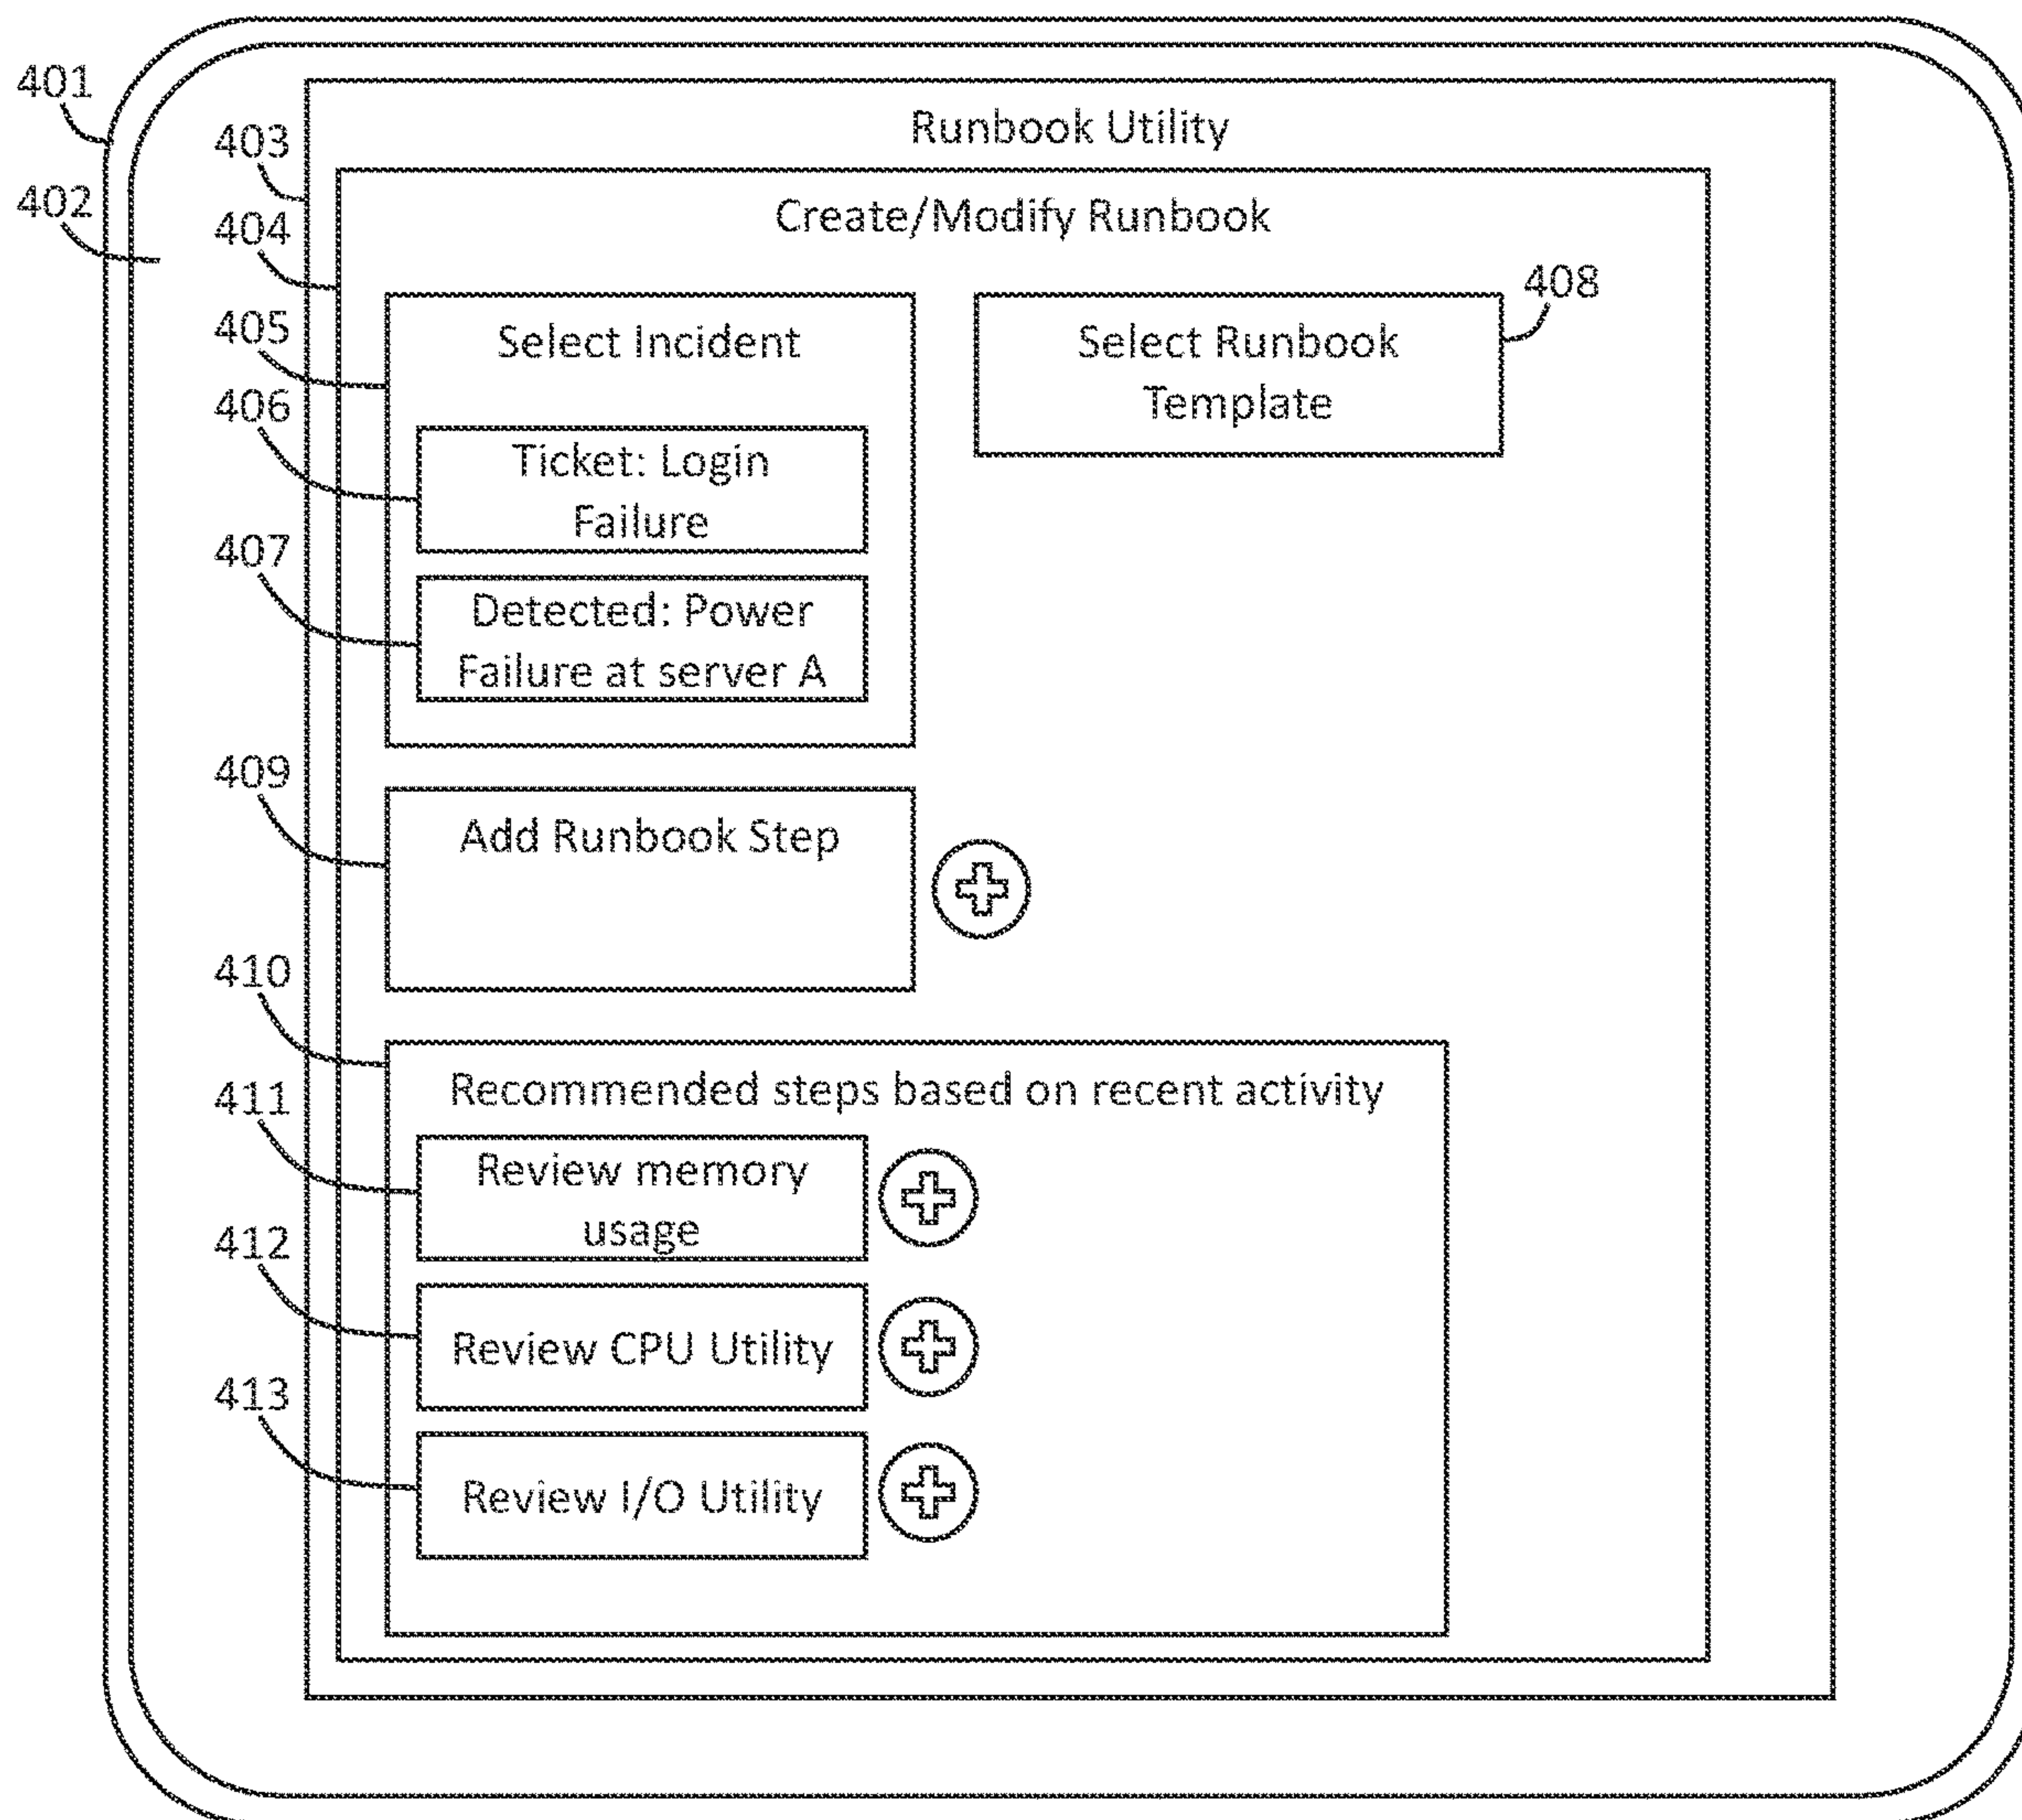 401
Runbook Utility
403
402
Create/Modify Runbook
404
408
405
Select Incident
Select Runbook
Template
406
Ticket: Login
Failure
407
Detected: Power
Failure at server A
409
Add Runbook Step
410
Recommended steps based on recent activity
411
Review memory
usage
412
Review CPU Utility
413
Review I/O Utility